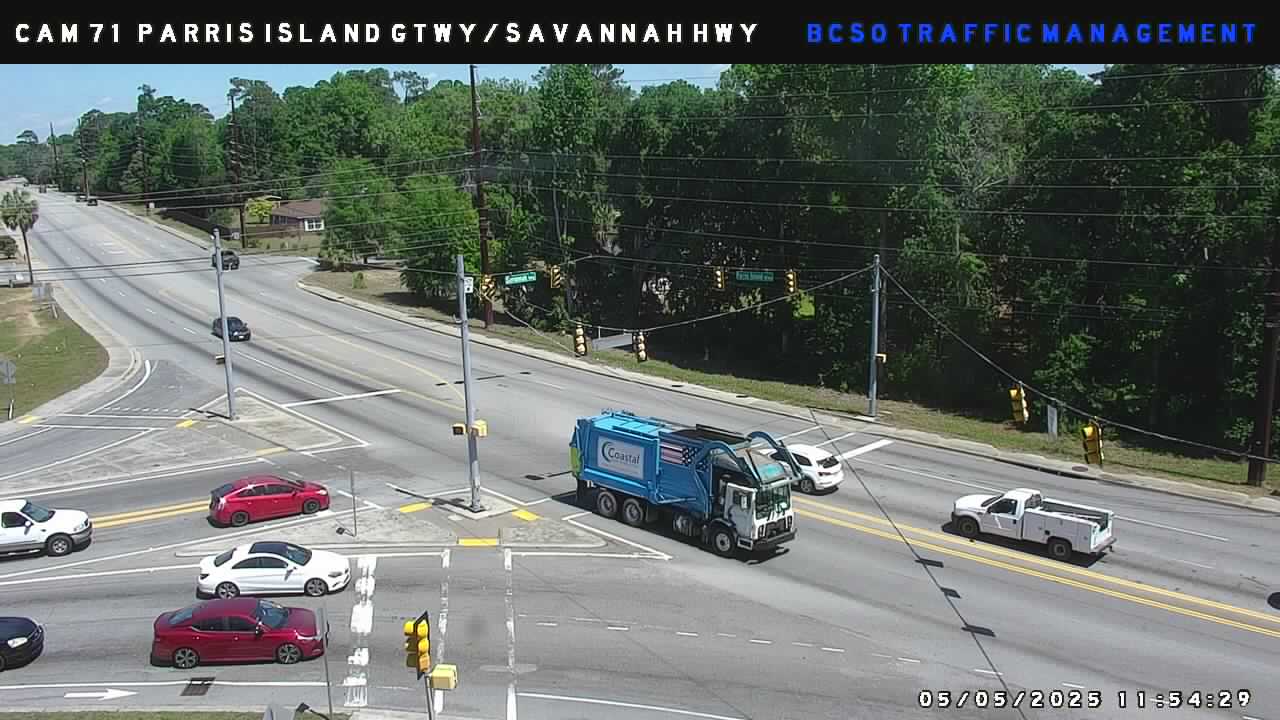 CAM 71 PARRIS ISLAND GTWY/SAVANNAH HWY BCSO TRAFFIC MANAGEMENT
Coastal
05/05/2025 11:54:29